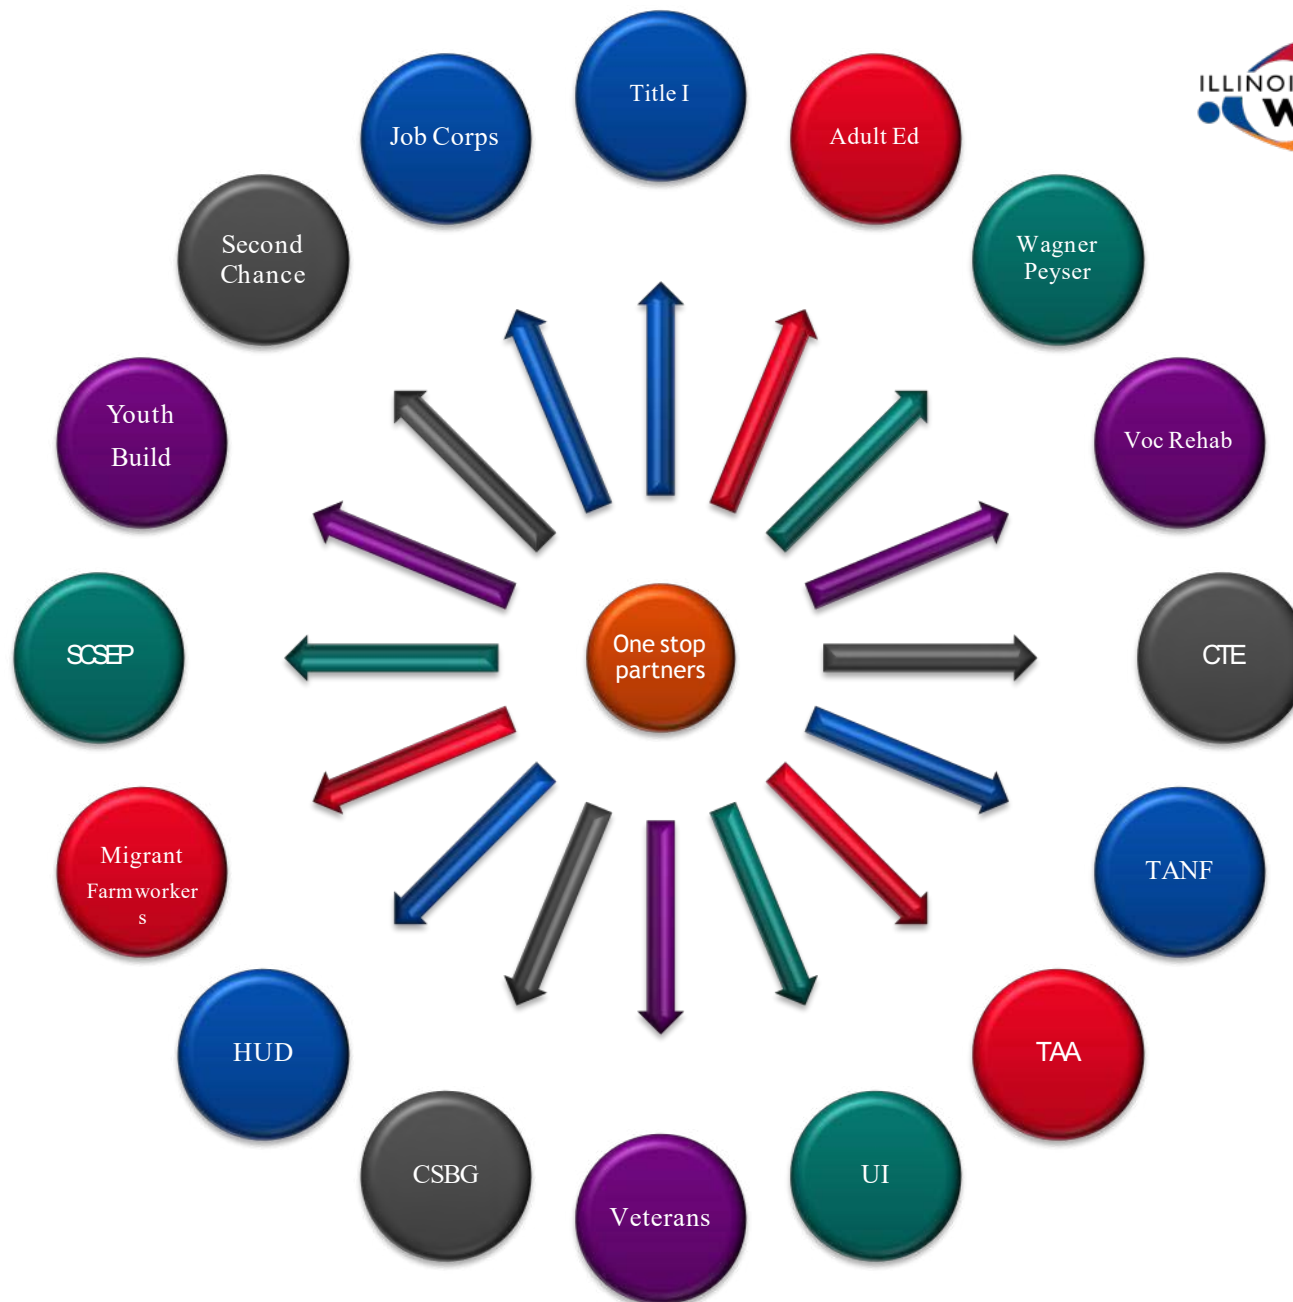 Title I
Job Corps
Adult Ed
ILLINOI
W
Second
Chance
Wagner
Peyser
Youth
Build
Voc Rehab
One stop
partners
SCSEP
CTE
Migrant
Farmworker
s
TANF
HUD
TAA
CSBG
UI
Veterans